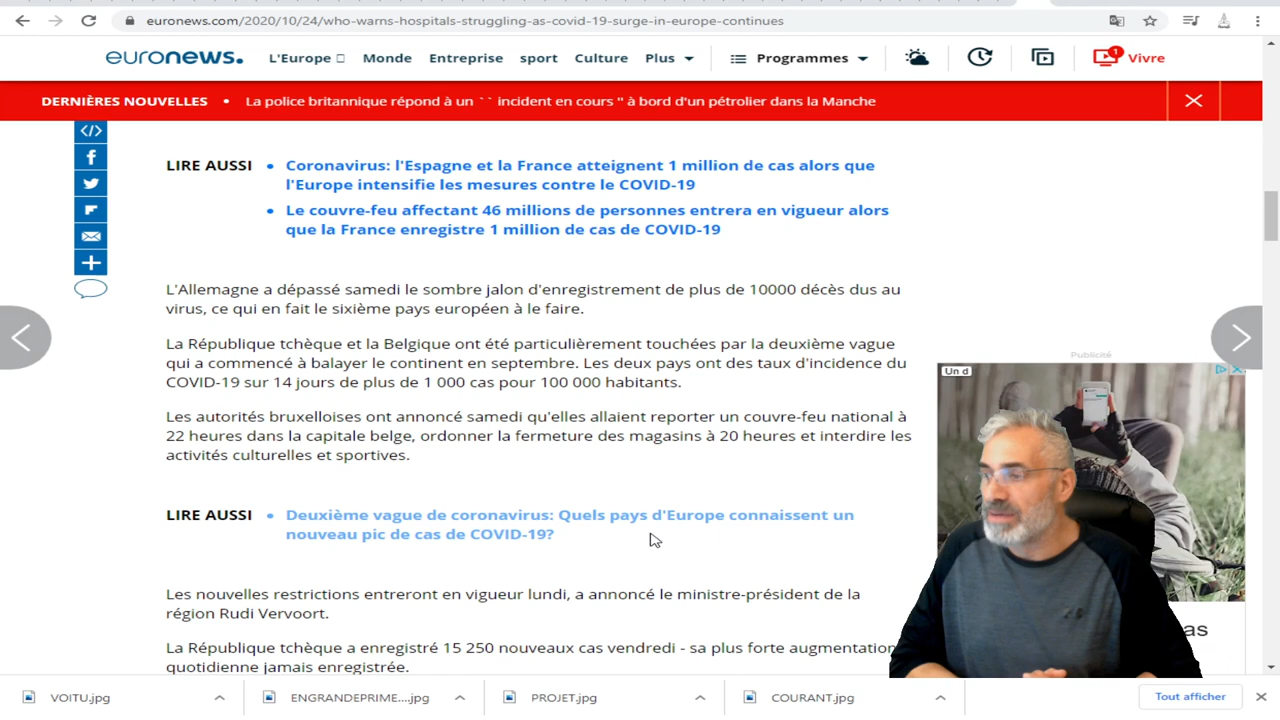 euronews.com/2020/10/24/who-warns-hospitals-struggling-as-covid-19-surge-in-europe-continues
euronews. L'Europe Monde Entreprise sport Culture Plus Programmes 1 Vivre
DERNIÈRES NOUVELLES • La police britannique répond à un `` incident en cours '' à bord d'un pétrolier dans la Manche
LIRE AUSSI • Coronavirus: l'Espagne et la France atteignent 1 million de cas alors que
l'Europe intensifie les mesures contre le COVID-19
• Le couvre-feu affectant 46 millions de personnes entrera en vigueur alors
que la France enregistre 1 million de cas de COVID-19
L'Allemagne a dépassé samedi le sombre jalon d'enregistrement de plus de 10000 décès dus au
virus, ce qui en fait le sixième pays européen à le faire.
La République tchèque et la Belgique ont été particulièrement touchées par la deuxième vague
qui a commencé à balayer le continent en septembre. Les deux pays ont des taux d'incidence du
COVID-19 sur 14 jours de plus de 1 000 cas pour 100 000 habitants.
Publicité
Un d
Les autorités bruxelloises ont annoncé samedi qu'elles allaient reporter un couvre-feu national à
22 heures dans la capitale belge, ordonner la fermeture des magasins à 20 heures et interdire les
activités culturelles et sportives.
LIRE AUSSI • Deuxième vague de coronavirus: Quels pays d'Europe connaissent un
nouveau pic de cas de COVID-19?
Les nouvelles restrictions entreront en vigueur lundi, a annoncé le ministre-président de la
région Rudi Vervoort.
as
La République tchèque a enregistré 15 250 nouveaux cas vendredi - sa plus forte augmentation
quotidienne jamais enregistrée.
VOITU.jpg ENGRANDEPRIME....jpg PROJET.jpg COURANT.jpg Tout afficher